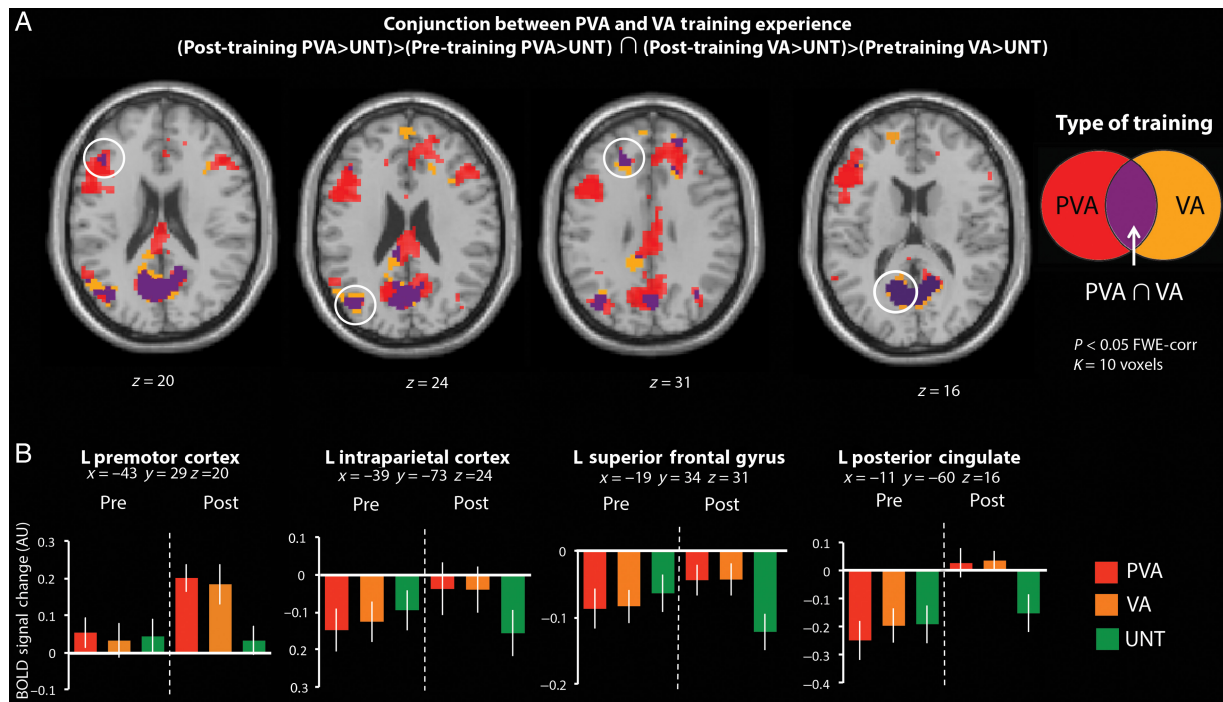 A
Conjunction between PVA and VA training experience
(Post-training PVA>UNT)>(Pre-training PVA>UNT) ∩ (Post-training VA>UNT)>(Pretraining VA>UNT)
Type of training
PVA
VA
PVA ∩ VA
P < 0.05 FWE-corr
K = 10 voxels
z = 20
z = 24
z = 31
z = 16
B
L premotor cortex
x = −43 y = 29 z =20
Pre Post
BOLD signal change (AU)
0.3
0.2
0.1
0
−0.1
L intraparietal cortex
x = −39 y = −73 z=24
Pre Post
0.1
0
−0.1
0.2
0.3
L superior frontal gyrus
x = −19 y = 34 z = 31
Pre Post
0
−0.1
−0.2
L posterior cingulate
x = −11 y = −60 z=16
Pre Post
0.1
0
−0.1
−0.2
−0.3
−0.4
PVA
VA
UNT